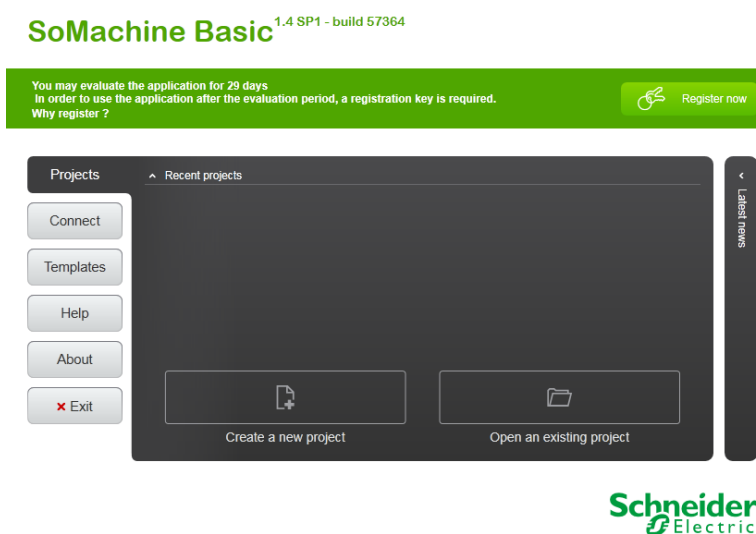 SoMachine Basic 1.4 SP1 - build 57364
You may evaluate the application for 29 days
In order to use the application after the evaluation period, a registration key is required.
Why register ?
Register now
Projects
Recent projects
Latest news
Connect
Templates
Help
About
Exit
Create a new project
Open an existing project
Schneider
Electric